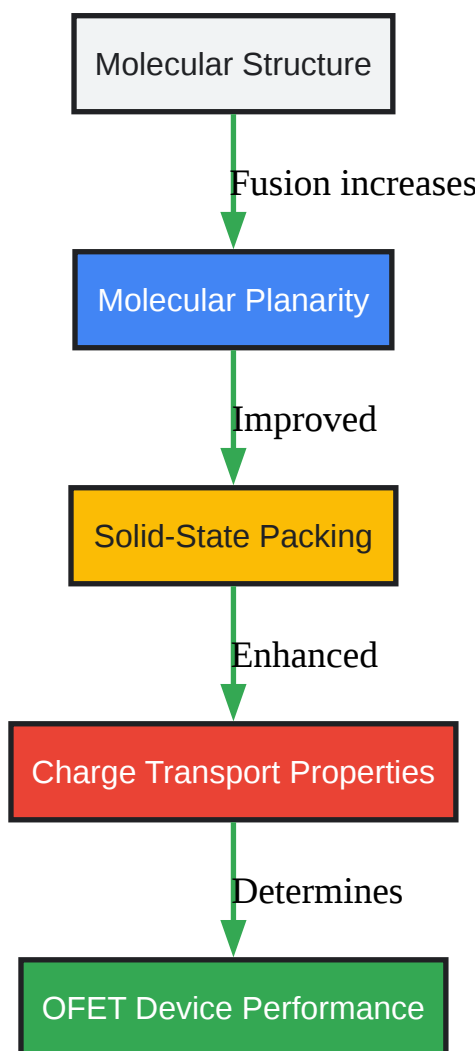 Molecular Structure
Fusion increases
Molecular Planarity
Improved
Solid-State Packing
Enhanced
Charge Transport Properties
Determines
OFET Device Performance